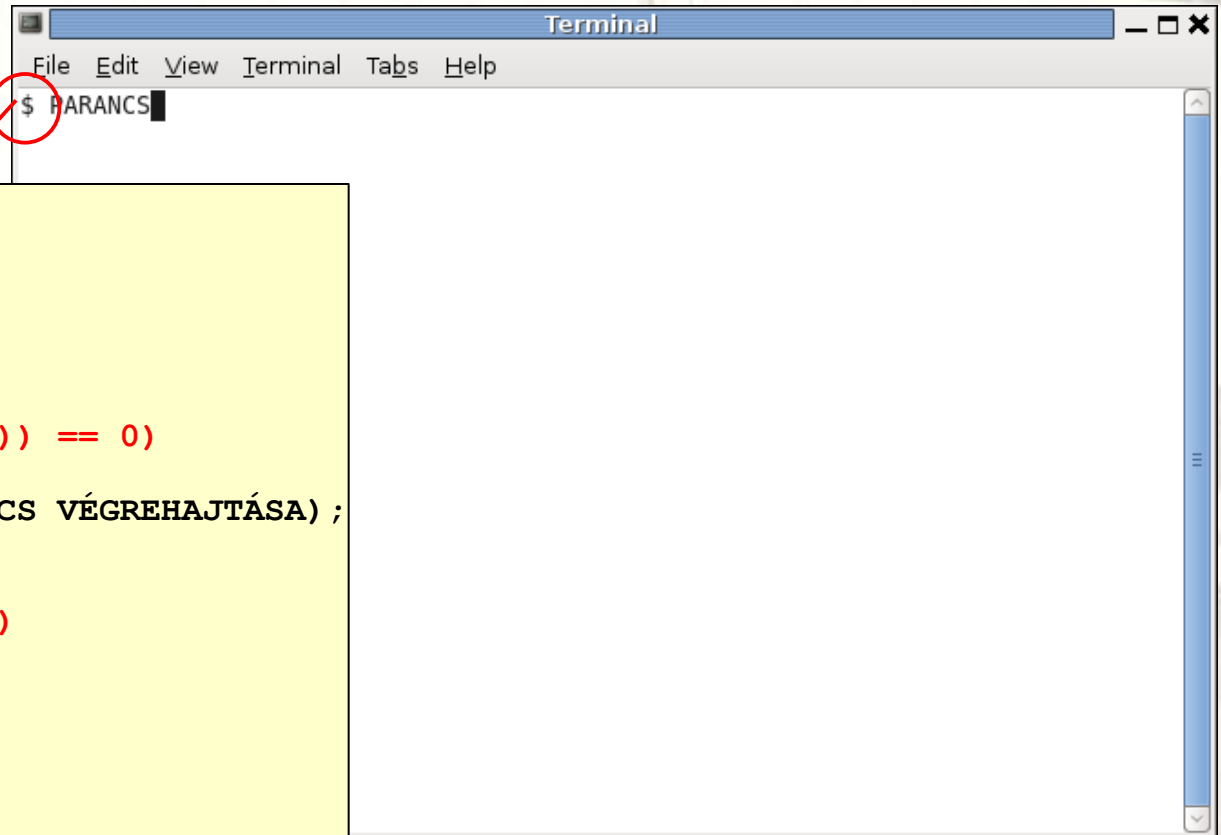 Terminal
File Edit View Terminal Tabs Help
$ PARANCS
)) == 0)
CS VÉGREHAJTÁSA);
)